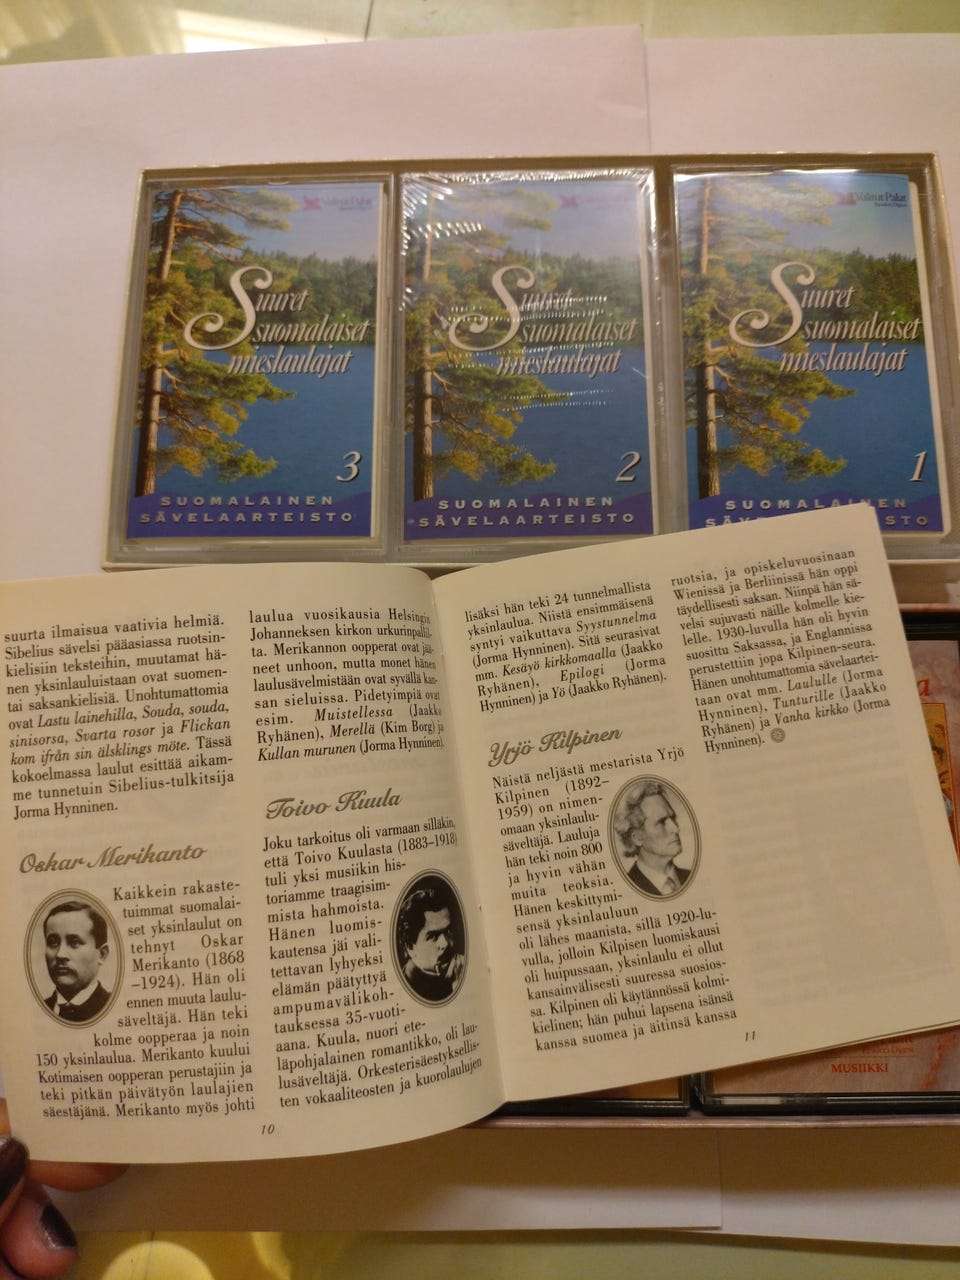 Valitut Palat
Suuret
suomalaiset
mieslaulajat
3
SUOMALAINEN
SÄVELAARTEISTO
Suuret
suomalaiset
mieslaulajat
2
SUOMALAINEN
SÄVELAARTEISTO
Valitut Palat
Suuret
suomalaiset
mieslaulajat
1
SUOMALAINEN
suurta ilmaisua vaativia helmiä.
Sibelius sävelsi pääasiassa ruotsin-
kielisiin teksteihin, muutamat hä-
nen yksinlauluistaan ovat suomen-
tai saksankielisiä. Unohtumattomia
ovat Lastu lainehilla, Souda, souda,
sinisorsa, Svarta rosor ja Flickan
kom ifrån sin älsklings möte. Tässä
kokoelmassa laulut esittää aikam-
me tunnetuin Sibelius-tulkitsija
Jorma Hynninen.
Oskar Merikanto
Kaikkein rakaste-
tuimmat suomalai-
set yksinlaulut on
tehnyt Oskar
Merikanto (1868
–1924). Hän oli
ennen muuta laulu-
säveltäjä. Hän teki
kolme oopperaa ja noin
150 yksinlaulua. Merikanto kuului
Kotimaisen oopperan perustajiin ja
teki pitkän päivätyön laulajien
säestäjänä. Merikanto myös johti
laulua vuosikausia Helsingin
Johanneksen kirkon urkuripallil-
ta. Merikannon oopperat ovat jää-
neet unhoon, mutta monet hänen
laulusävelmistään ovat syvällä kan-
san sieluissa. Pidetyimpiä ovat
esim. Muistellessa (Jaakko
Ryhänen), Merellä (Kim Borg) ja
Kullan murunen (Jorma Hynninen).
Toivo Kuula
Joku tarkoitus oli varmaan silläkin,
että Toivo Kuulasta (1883–1918)
tuli yksi musiikin his-
toriamme traagisim-
mista hahmoista.
Hänen luomis-
kautensa jäi vali-
tettavan lyhyeksi
elämän päätyttyä
ampumavälikoh-
tauksessa 35-vuoti-
aana. Kuula, nuori ete-
läpohjalainen romantikko, oli lau-
lusäveltäjä. Orkesterisäestyksellis-
ten vokaaliteosten ja kuorolaulujen
10
lisäksi hän teki 24 tunnelmallista
yksinlaulua. Niistä ensimmäisenä
syntyi vaikuttava Syystunnelma
(Jorma Hynninen). Sitä seurasivat
mm. Kesäyö kirkkomaalla (Jaakko
Ryhänen), Epilogi (Jorma
Hynninen) ja Yö (Jaakko Ryhänen).
Yrjö Kilpinen
Näistä neljästä mestarista Yrjö
Kilpinen (1892–
1959) on nimen-
omaan yksinlaulu-
säveltäjä. Lauluja
hän teki noin 800
ja hyvin vähän
muita teoksia.
Hänen keskittymi-
sensä yksinlauluun
oli lähes maanista, sillä 1920-lu-
vulla, jolloin Kilpisen luomiskausi
oli huipussaan, yksinlaulu ei ollut
kansainvälisesti suuressa suosios-
sa. Kilpinen oli käytännössä kolmi-
kielinen; hän puhui lapsena isänsä
kanssa suomea ja äitinsä kanssa
ruotsia, ja opiskeluvuosinaan
Wienissä ja Berliinissä hän oppi
täydellisesti saksan. Niinpä hän sä-
velsi sujuvasti näille kolmelle kie-
lelle. 1930-luvulla hän oli hyvin
suosittu Saksassa, ja Englannissa
perustettiin jopa Kilpinen-seura.
Hänen unohtumattomia sävelaartei-
taan ovat mm. Laululle (Jorma
Hynninen), Tunturille (Jaakko
Ryhänen) ja Vanha kirkko (Jorma
Hynninen).
11
MUSIIKKI